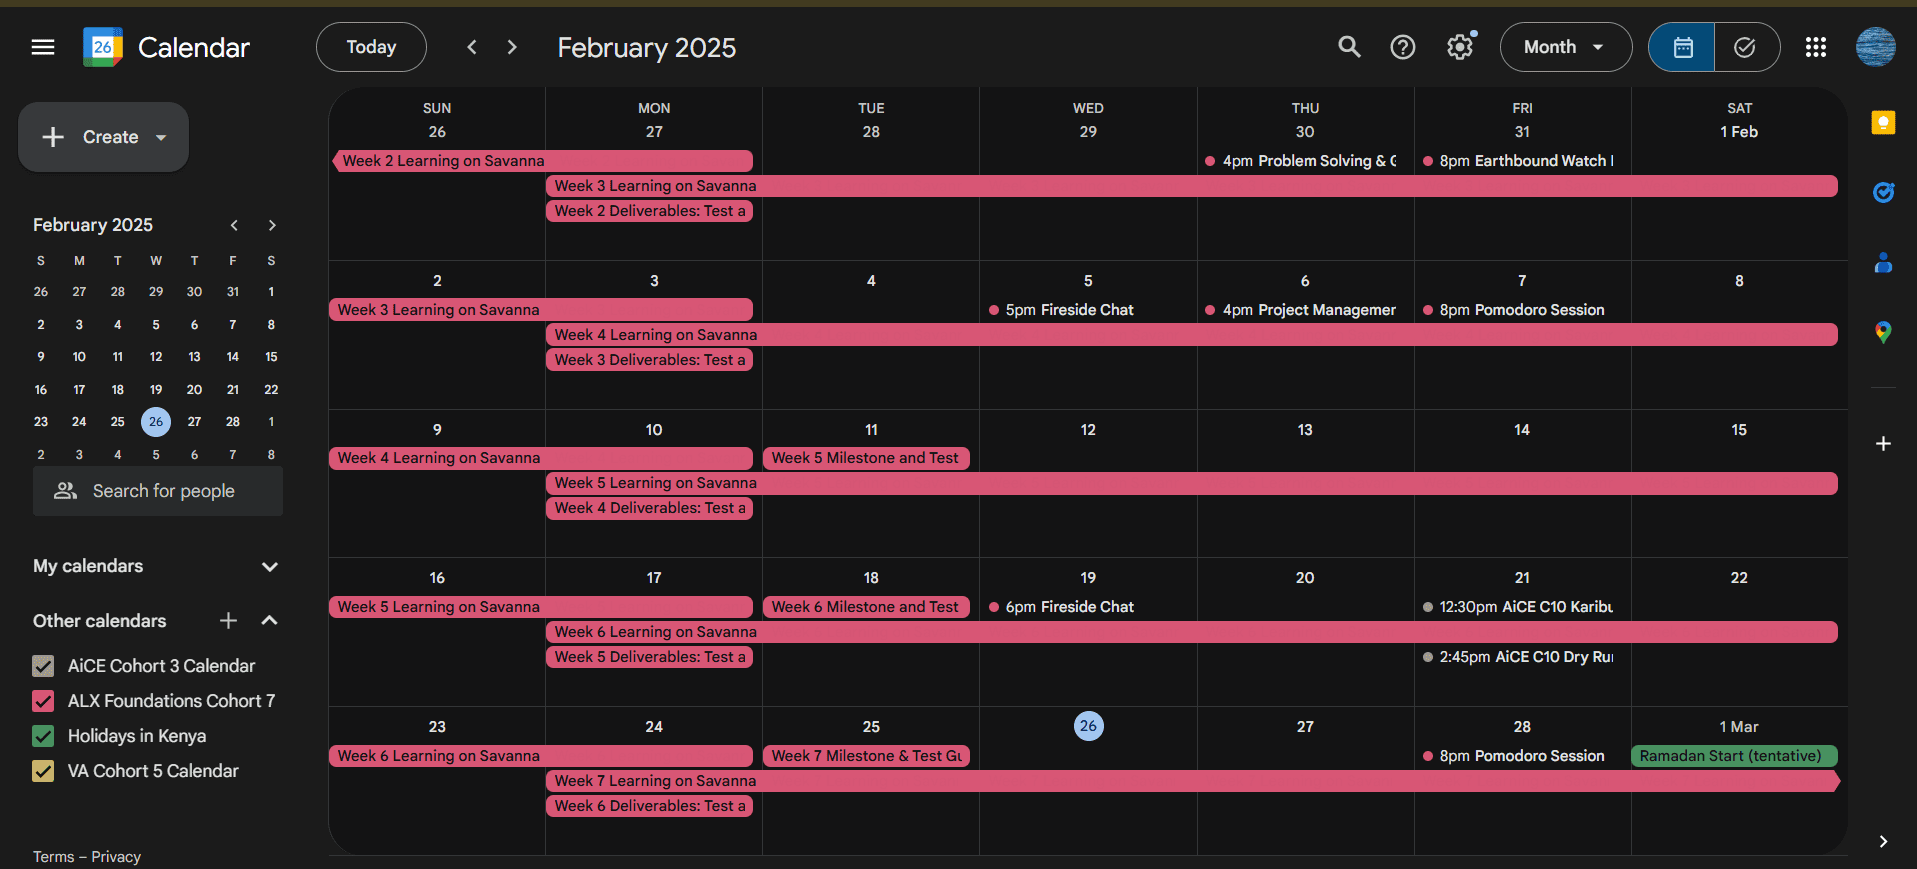 26 Calendar Today February 2025 Month
Create
February 2025
S M T W T F S
26 27 28 29 30 31 1
2 3 4 5 6 7 8
9 10 11 12 13 14 15
16 17 18 19 20 21 22
23 24 25 26 27 28 1
2 3 4 5 6 7 8
Search for people
My calendars
Other calendars
AiCE Cohort 3 Calendar
ALX Foundations Cohort 7
Holidays in Kenya
VA Cohort 5 Calendar
Terms – Privacy
SUN MON TUE WED THU FRI SAT
26 27 28 29 30 31 1 Feb
Week 2 Learning on Savanna 4pm Problem Solving & 8pm Earthbound Watch
Week 3 Learning on Savanna
Week 2 Deliverables: Test a
2 3 4 5 6 7 8
Week 3 Learning on Savanna 5pm Fireside Chat 4pm Project Managemer 8pm Pomodoro Session
Week 4 Learning on Savanna
Week 3 Deliverables: Test a
9 10 11 12 13 14 15
Week 4 Learning on Savanna Week 5 Milestone and Test
Week 5 Learning on Savanna
Week 4 Deliverables: Test a
16 17 18 19 20 21 22
Week 5 Learning on Savanna Week 6 Milestone and Test 6pm Fireside Chat 12:30pm AiCE C10 Karibu
Week 6 Learning on Savanna
Week 5 Deliverables: Test a 2:45pm AiCE C10 Dry Ru
23 24 25 26 27 28 1 Mar
Week 6 Learning on Savanna Week 7 Milestone & Test Gu 8pm Pomodoro Session Ramadan Start (tentative)
Week 7 Learning on Savanna
Week 6 Deliverables: Test a